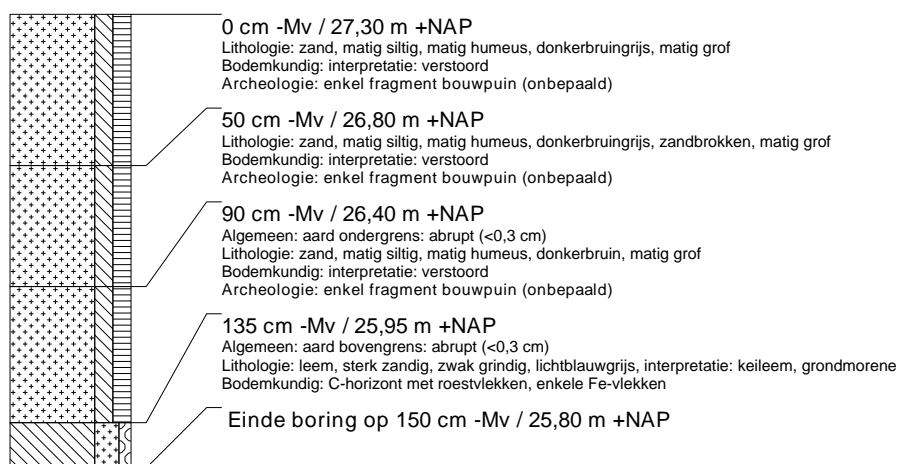 0 cm -Mv / 27,30 m +NAP
Lithologie: zand, matig siltig, matig humeus, donkerbruingrijs, matig grof
Bodemkundig: interpretatie: verstoord
Archeologie: enkel fragment bouwpuin (onbepaald)
50 cm -Mv / 26,80 m +NAP
Lithologie: zand, matig siltig, matig humeus, donkerbruingrijs, zandbrokken, matig grof
Bodemkundig: interpretatie: verstoord
Archeologie: enkel fragment bouwpuin (onbepaald)
90 cm -Mv / 26,40 m +NAP
Algemeen: aard ondergrens: abrupt (<0,3 cm)
Lithologie: zand, matig siltig, matig humeus, donkerbruin, matig grof
Bodemkundig: interpretatie: verstoord
Archeologie: enkel fragment bouwpuin (onbepaald)
135 cm -Mv / 25,95 m +NAP
Algemeen: aard bovengrens: abrupt (<0,3 cm)
Lithologie: leem, sterk zandig, zwak grindig, lichtblauwgrijs, interpretatie: keileem, grondmorene
Bodemkundig: C-horizont met roestvlekken, enkele Fe-vlekken
Einde boring op 150 cm -Mv / 25,80 m +NAP